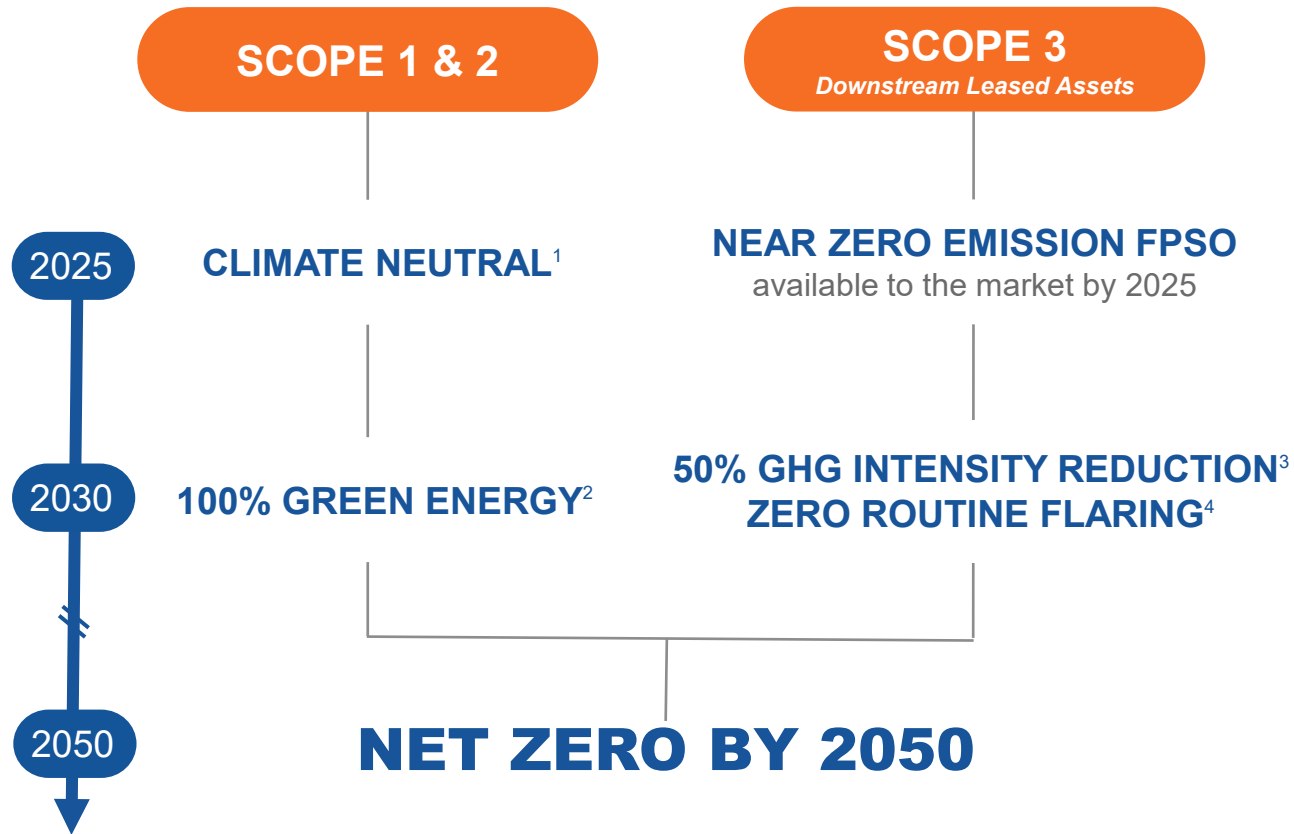 SCOPE 1 & 2
SCOPE 3
Downstream Leased Assets
2025
CLIMATE NEUTRAL¹
NEAR ZERO EMISSION FPSO
available to the market by 2025
2030
100% GREEN ENERGY²
50% GHG INTENSITY REDUCTION³
ZERO ROUTINE FLARING⁴
2050
NET ZERO BY 2050